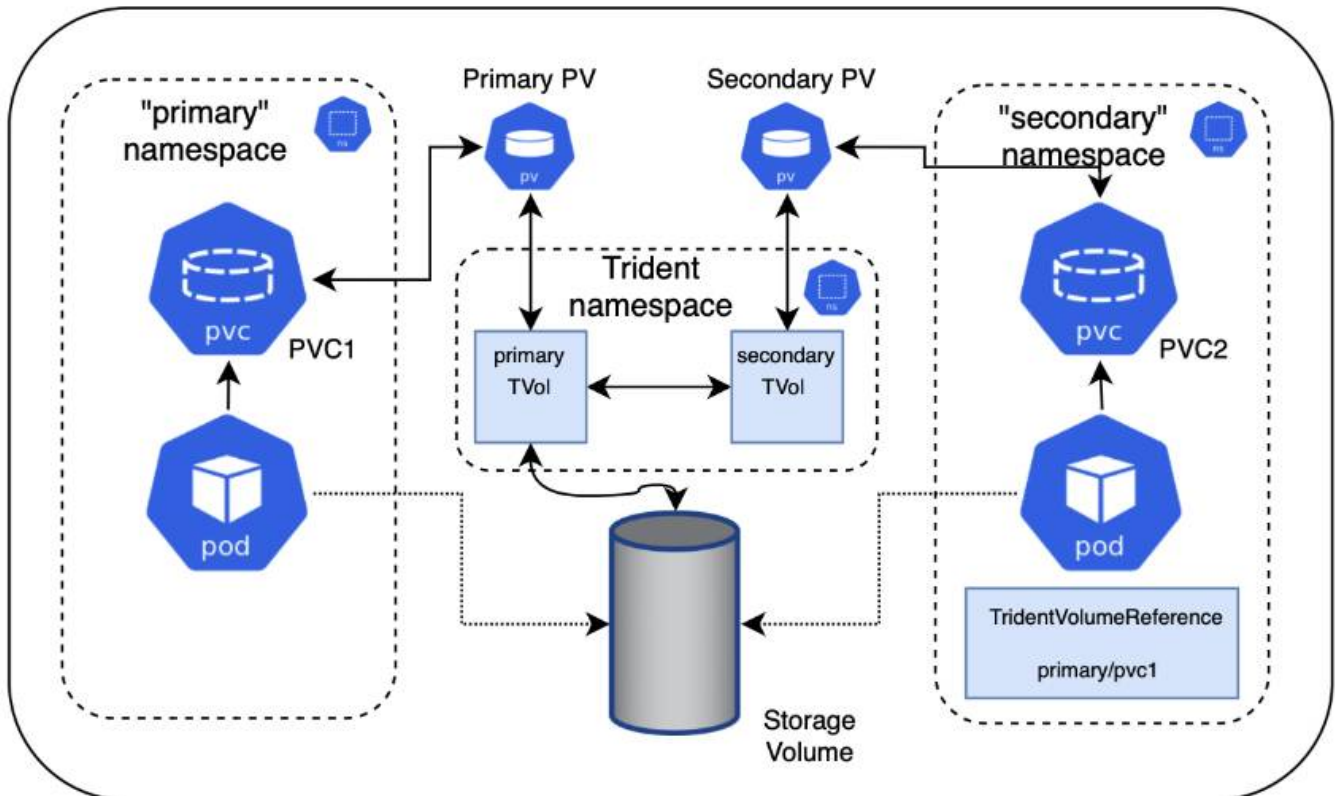 Primary PV
Secondary PV
"primary"
namespace
ns
pv
pv
"secondary"
namespace
ns
Trident
namespace
ns
pvc
PVC1
primary
TVol
secondary
TVol
pvc
PVC2
pod
pod
TridentVolumeReference
primary/pvc1
Storage
Volume